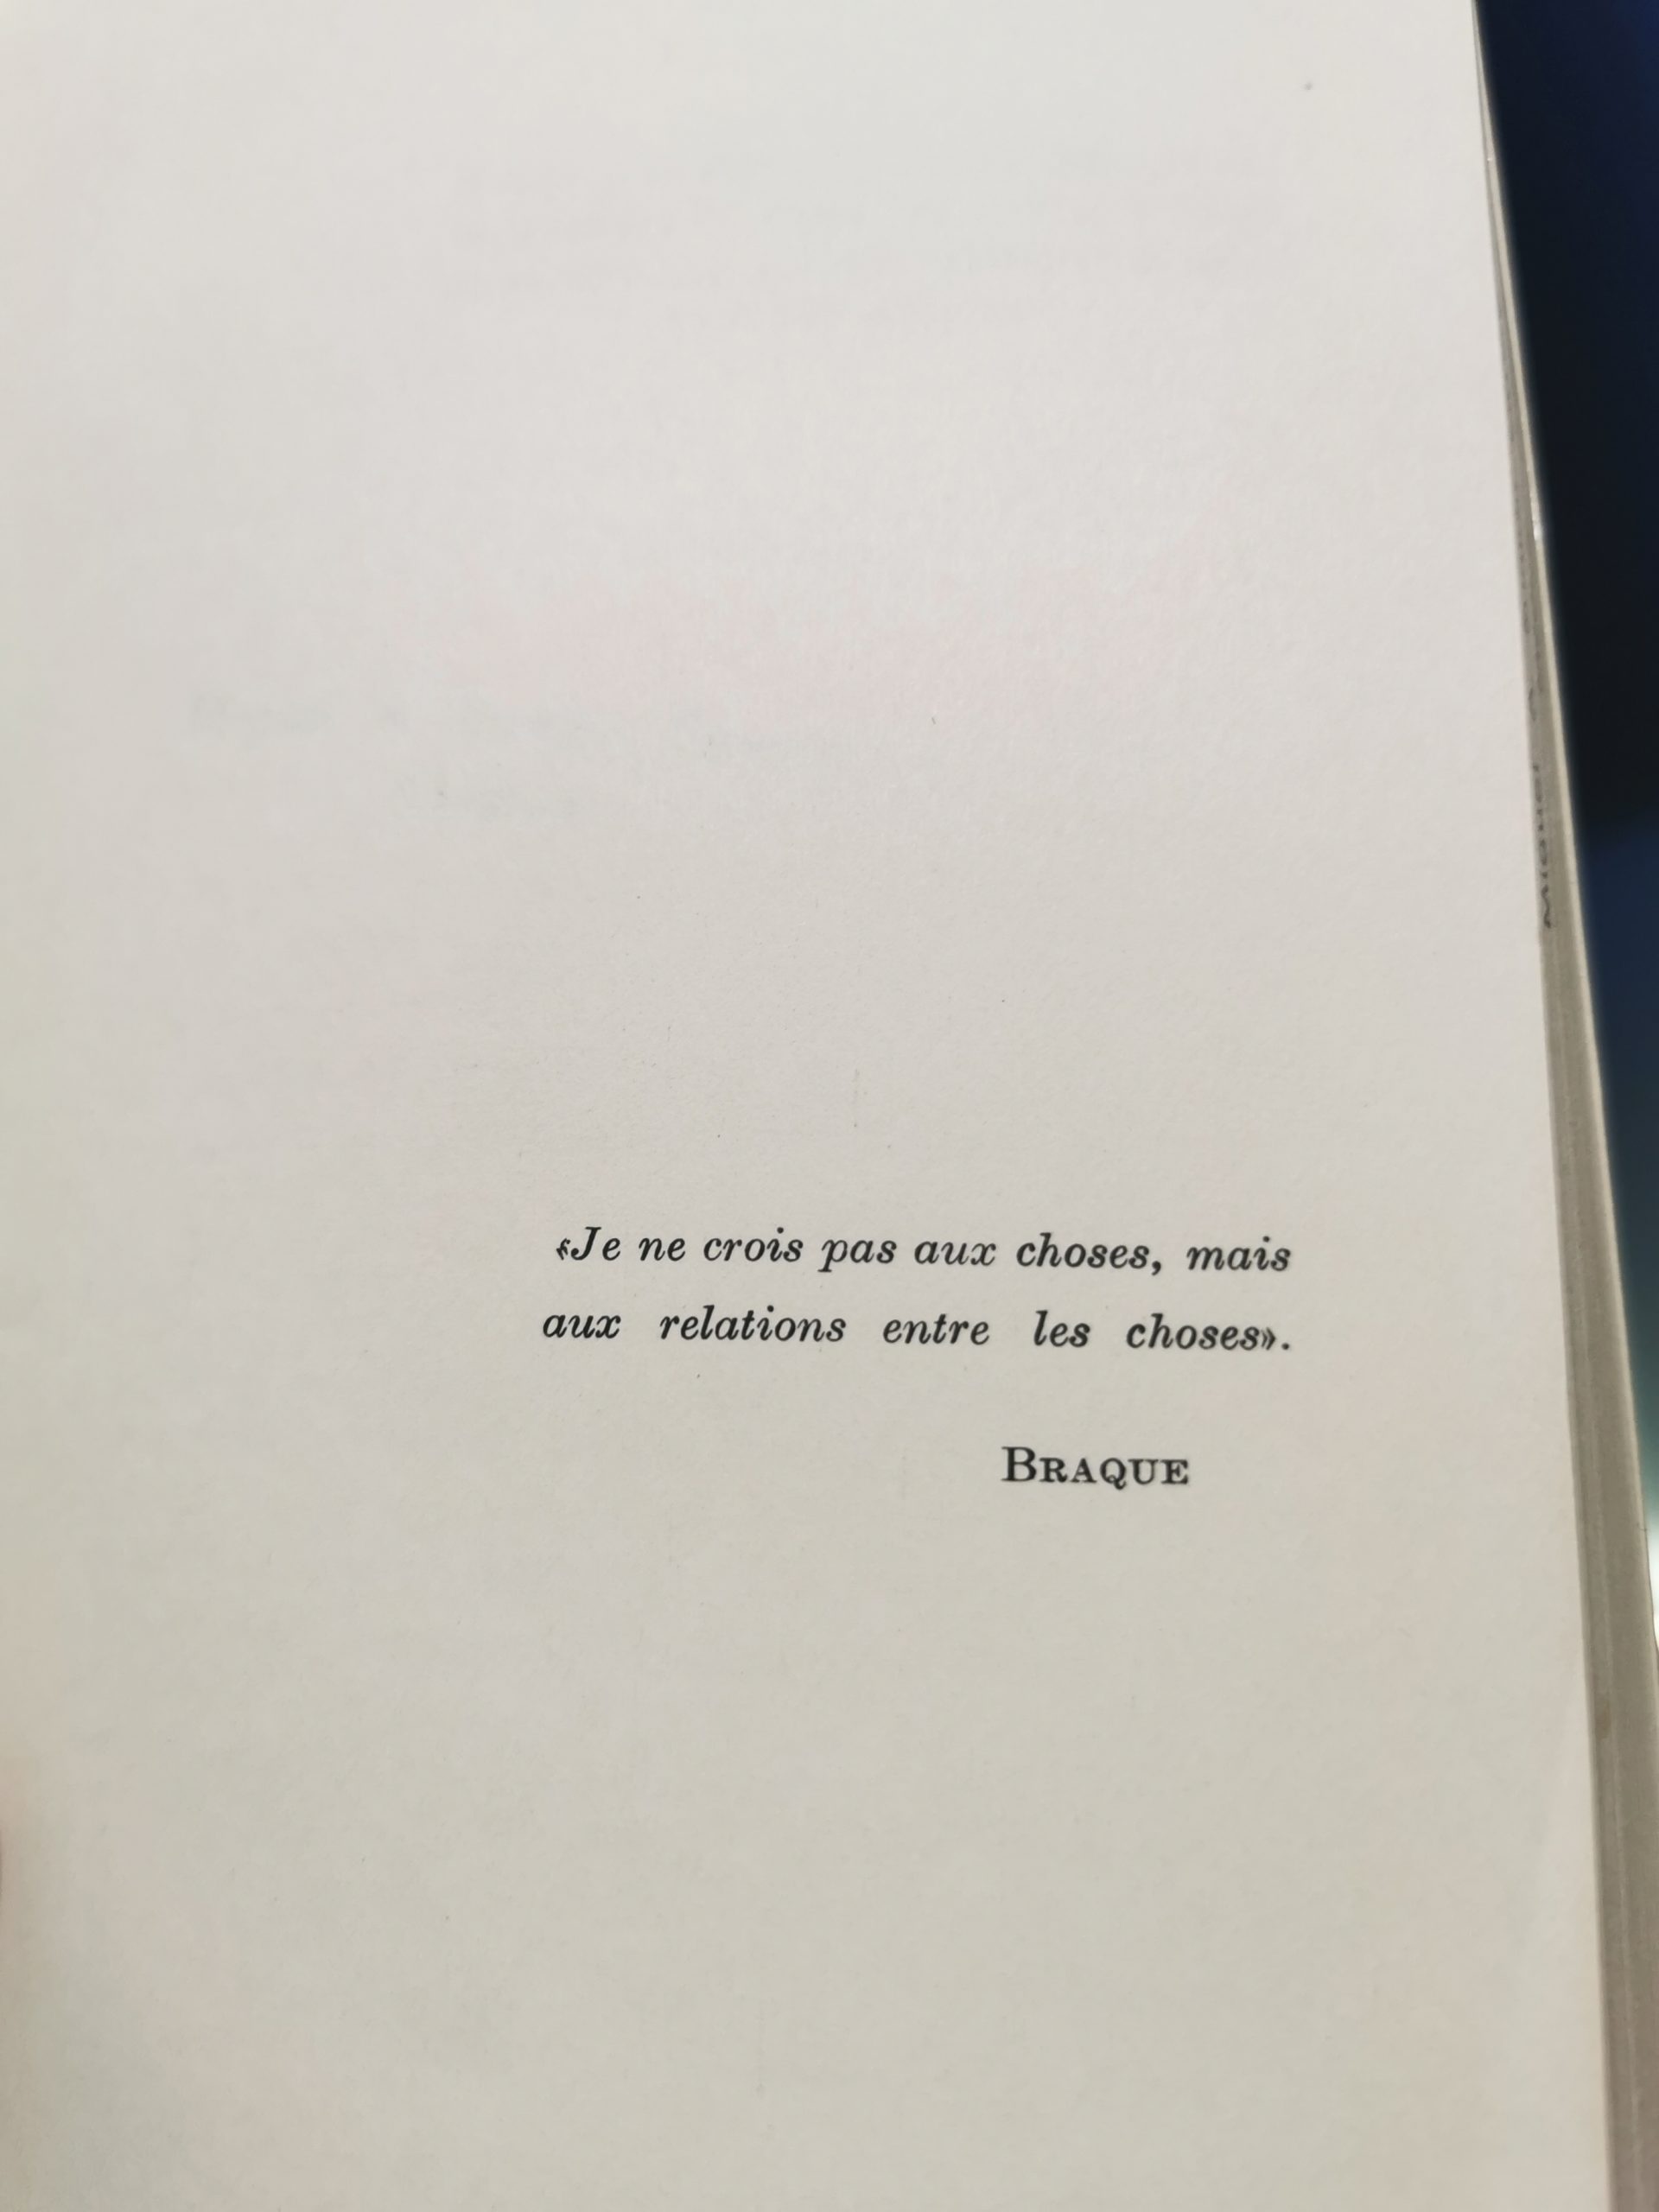 «Je ne crois pas aux choses, mais
aux relations entre les choses».
BRAQUE